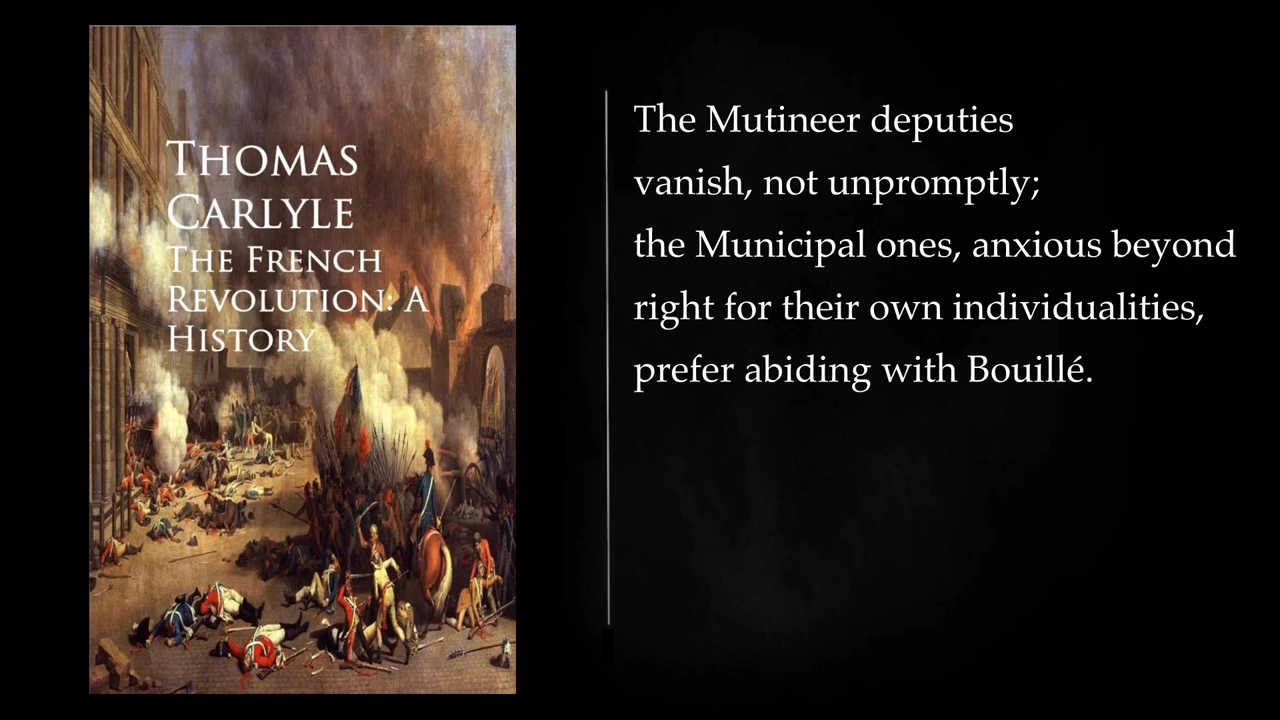 THOMAS
CARLYLE
THE FRENCH
REVOLUTION: A
HISTORY
The Mutineer deputies
vanish, not unpromptly;
the Municipal ones, anxious beyond
right for their own individualities,
prefer abiding with Bouillé.